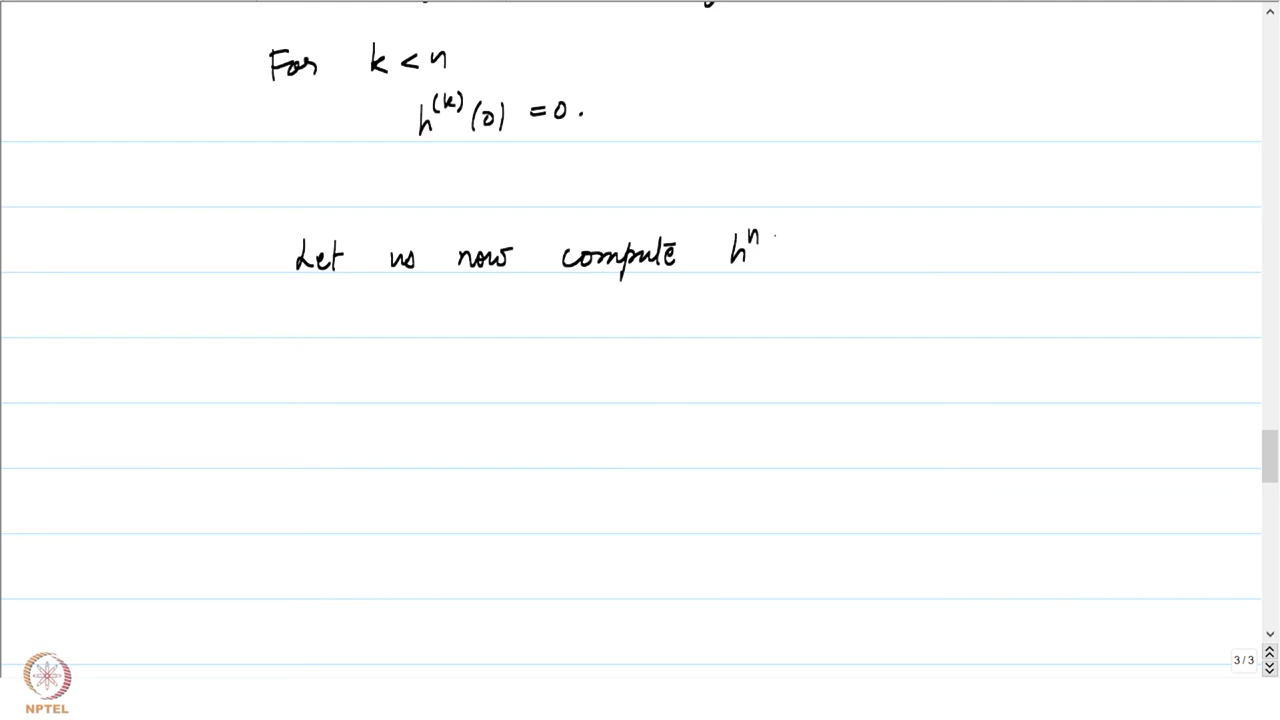 For k < n
h^(k)(0) = 0.
Let us now compute h^n
3 / 3
NPTEL